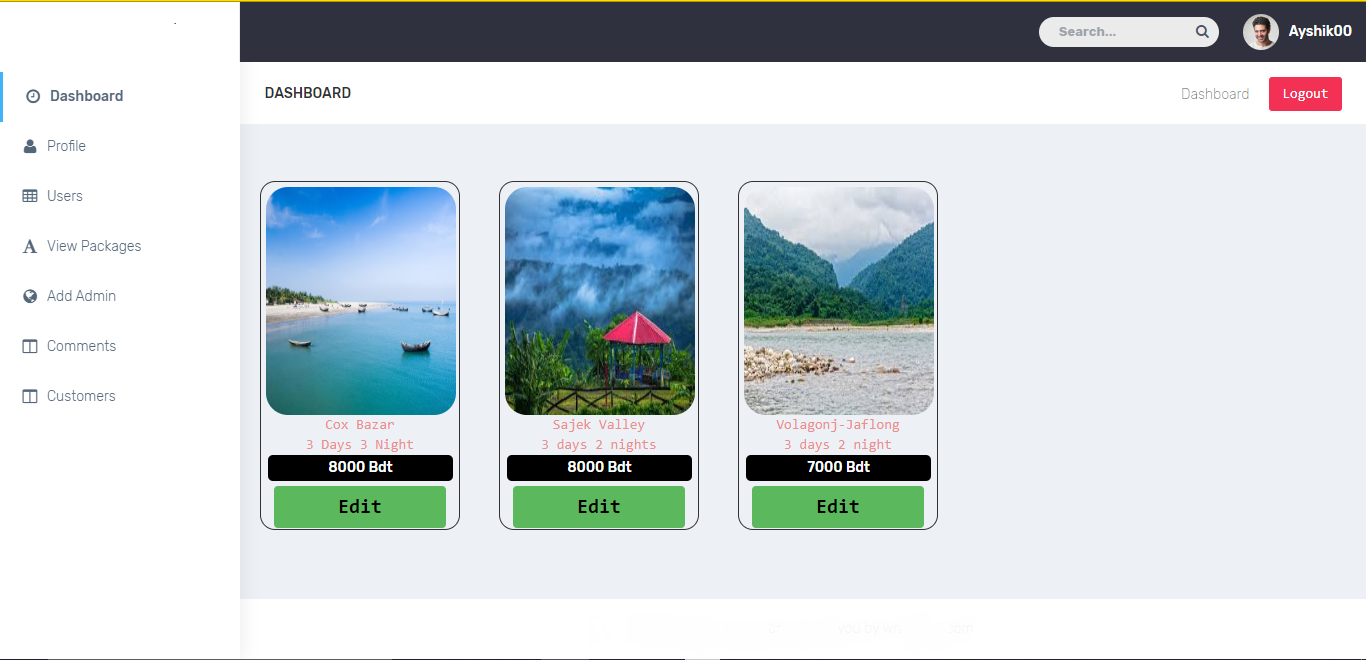 Search...
Ayshik00
Dashboard
Profile
Users
View Packages
Add Admin
Comments
Customers
DASHBOARD
Dashboard
Logout
Cox Bazar
3 Days 3 Night
8000 Bdt
Edit
Sajek Valley
3 days 2 nights
8000 Bdt
Edit
Volagonj-Jaflong
3 days 2 night
7000 Bdt
Edit
you by